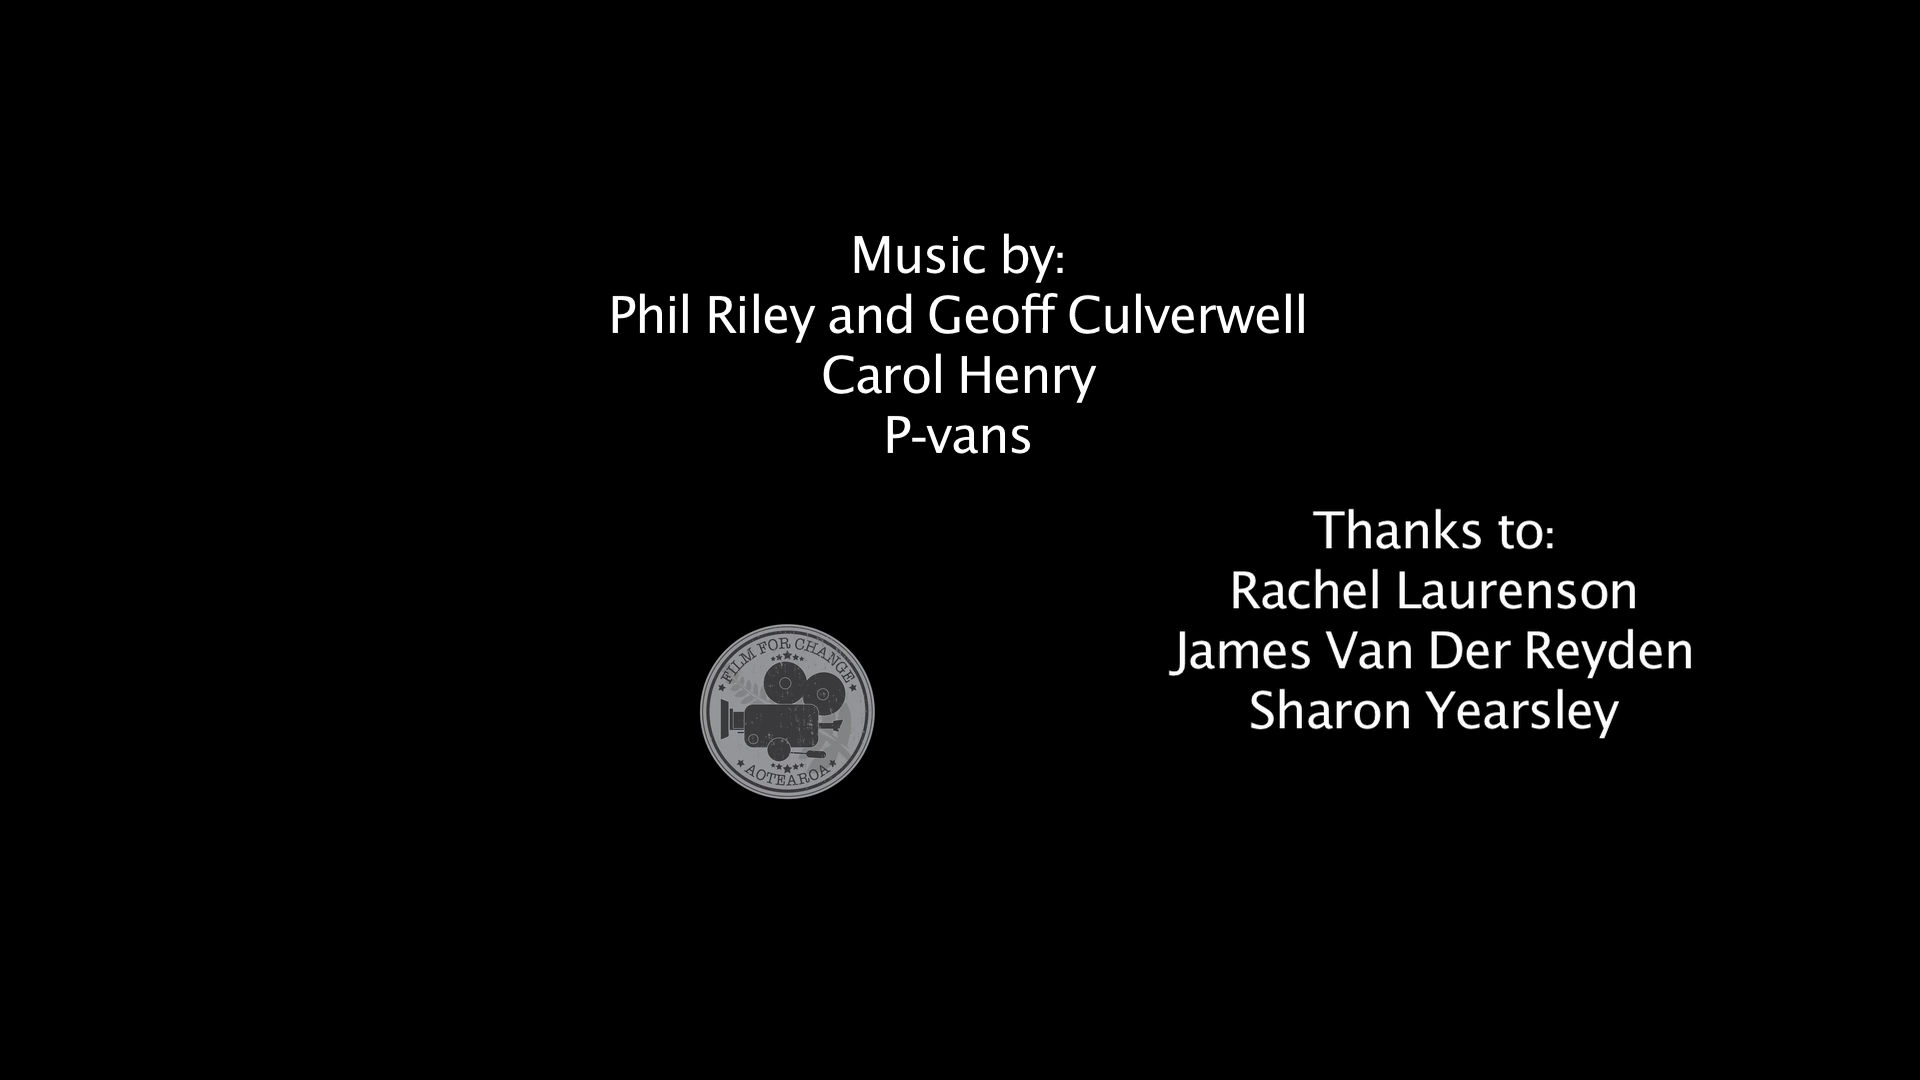 Music by:
Phil Riley and Geoff Culverwell
Carol Henry
P-vans
Thanks to:
Rachel Laurenson
James Van Der Reyden
Sharon Yearsley
FILM FOR CHANGE
AOTEAROA